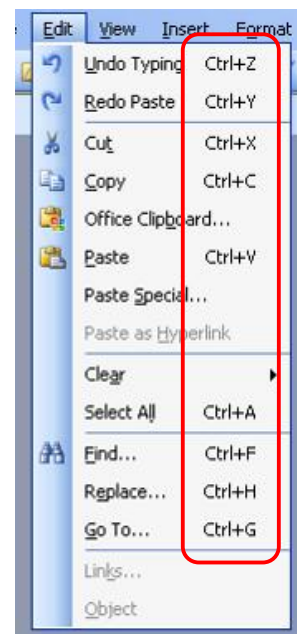 Edit View Insert Format
Undo Typing Ctrl+Z
Redo Paste Ctrl+Y
Cut Ctrl+X
Copy Ctrl+C
Office Clipboard...
Paste Ctrl+V
Paste Special...
Paste as Hyperlink
Clear
Select All Ctrl+A
Find... Ctrl+F
Replace... Ctrl+H
Go To... Ctrl+G
Links...
Object